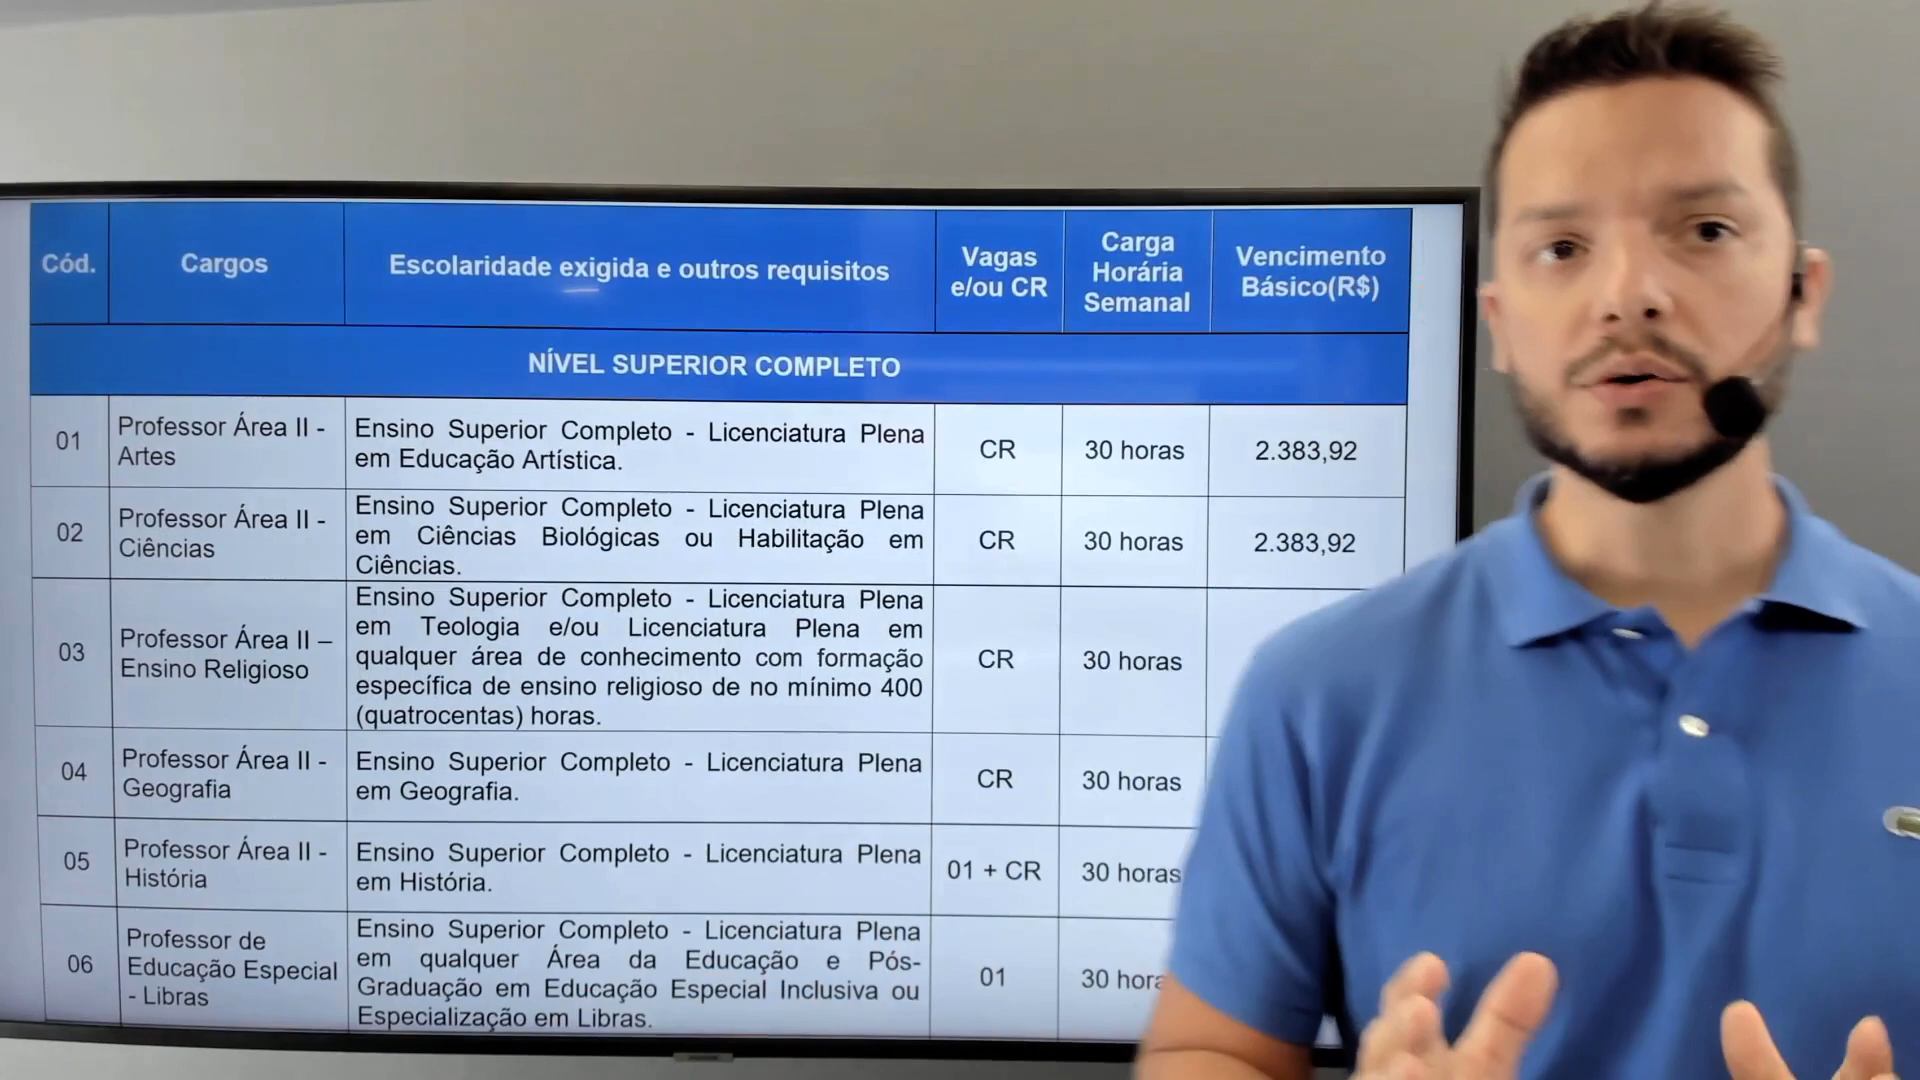 Cód.
Cargos
Escolaridade exigida e outros requisitos
Vagas
e/ou CR
Carga
Horária
Semanal
Vencimento
Básico(R$)
NÍVEL SUPERIOR COMPLETO
01
Professor Área II -
Artes
Ensino Superior Completo - Licenciatura Plena
em Educação Artística.
CR
30 horas
2.383,92
02
Professor Área II -
Ciências
Ensino Superior Completo - Licenciatura Plena
em Ciências Biológicas ou Habilitação em
Ciências.
CR
30 horas
2.383,92
03
Professor Área II –
Ensino Religioso
Ensino Superior Completo - Licenciatura Plena
em Teologia e/ou Licenciatura Plena em
qualquer área de conhecimento com formação
específica de ensino religioso de no mínimo 400
(quatrocentas) horas.
CR
30 horas
04
Professor Área II -
Geografia
Ensino Superior Completo - Licenciatura Plena
em Geografia.
CR
30 horas
05
Professor Área II -
História
Ensino Superior Completo - Licenciatura Plena
em História.
01 + CR
30 horas
06
Professor de
Educação Especial
- Libras
Ensino Superior Completo - Licenciatura Plena
em qualquer Área da Educação e Pós-
Graduação em Educação Especial Inclusiva ou
Especialização em Libras.
01
30 hora